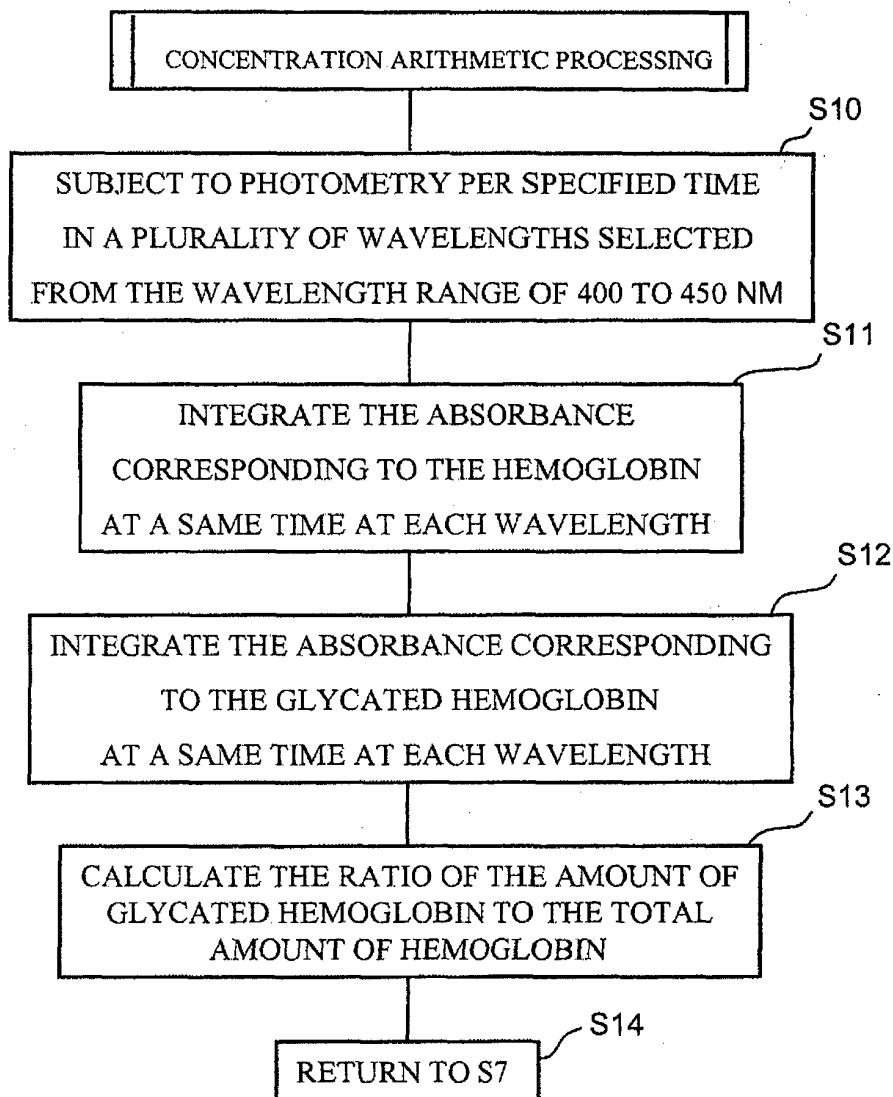 CONCENTRATION ARITHMETIC PROCESSING
S10
SUBJECT TO PHOTOMETRY PER SPECIFIED TIME
IN A PLURALITY OF WAVELENGTHS SELECTED
FROM THE WAVELENGTH RANGE OF 400 TO 450 NM
S11
INTEGRATE THE ABSORBANCE
CORRESPONDING TO THE HEMOGLOBIN
AT A SAME TIME AT EACH WAVELENGTH
S12
INTEGRATE THE ABSORBANCE CORRESPONDING
TO THE GLYCATED HEMOGLOBIN
AT A SAME TIME AT EACH WAVELENGTH
S13
CALCULATE THE RATIO OF THE AMOUNT OF
GLYCATED HEMOGLOBIN TO THE TOTAL
AMOUNT OF HEMOGLOBIN
S14
RETURN TO S7